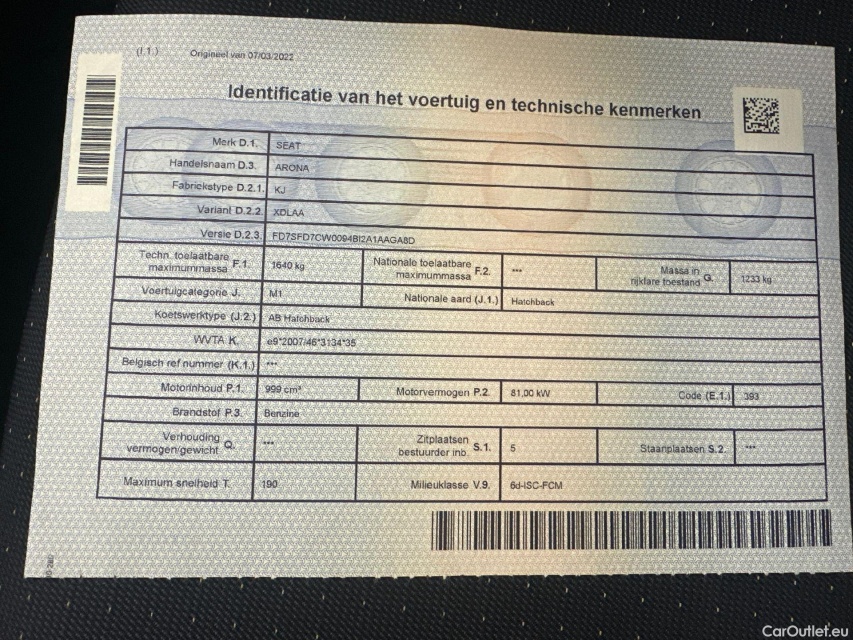 (I.1.) Origineel van 07/03/2022
Identificatie van het voertuig en technische kenmerken
Merk D.1. SEAT
Handelsnaam D.3. ARONA
Fabriekstype D.2.1. KJ
Variant D.2.2. XDLAA
Versie D.2.3. FD7SFD7CW0094BI2A1AAGA8D
Techn. toelaatbare maximummassa F.1. 1640 kg Nationale toelaatbare maximummassa F.2. *** Massa in rijklare toestand G. 1233 kg
Voertuigcategorie J. M1 Nationale aard (J.1.) Hatchback
Koetswerktype (J.2.) AB Hatchback
WVTA K. e9*2007/46*3134*35
Belgisch ref nummer (K.1.) ***
Motorinhoud P.1. 999 cm³ Motorvermogen P.2. 81,00 kW Code (E.1.) 393
Brandstof P.3. Benzine
Verhouding vermogen/gewicht Q. *** Zitplaatsen bestuurder inb. S.1. 5 Staanplaatsen S.2. ***
Maximum snelheid T. 190 Milieuklasse V.9. 6d-ISC-FCM
CarOutlet.eu